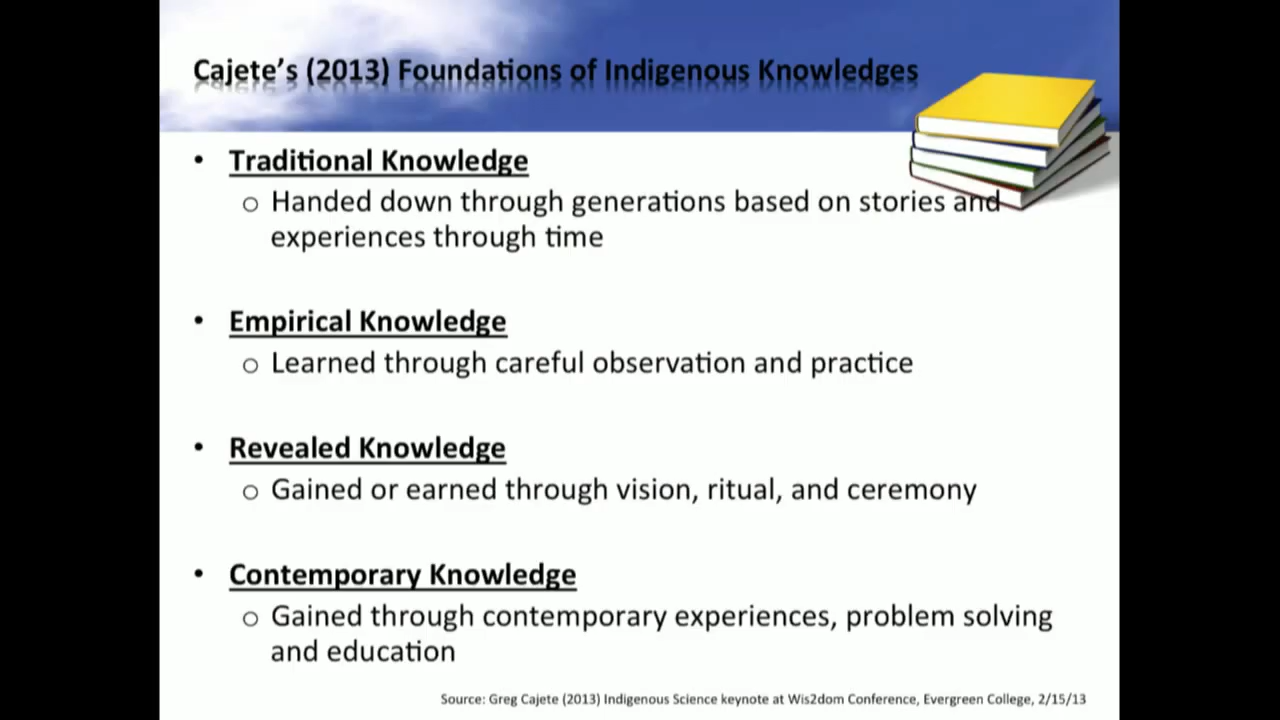 Cajete's (2013) Foundations of Indigenous Knowledges
• Traditional Knowledge
o Handed down through generations based on stories and
experiences through time
• Empirical Knowledge
o Learned through careful observation and practice
• Revealed Knowledge
o Gained or earned through vision, ritual, and ceremony
• Contemporary Knowledge
o Gained through contemporary experiences, problem solving
and education
Source: Greg Cajete (2013) Indigenous Science keynote at Wis2dom Conference, Evergreen College, 2/15/13